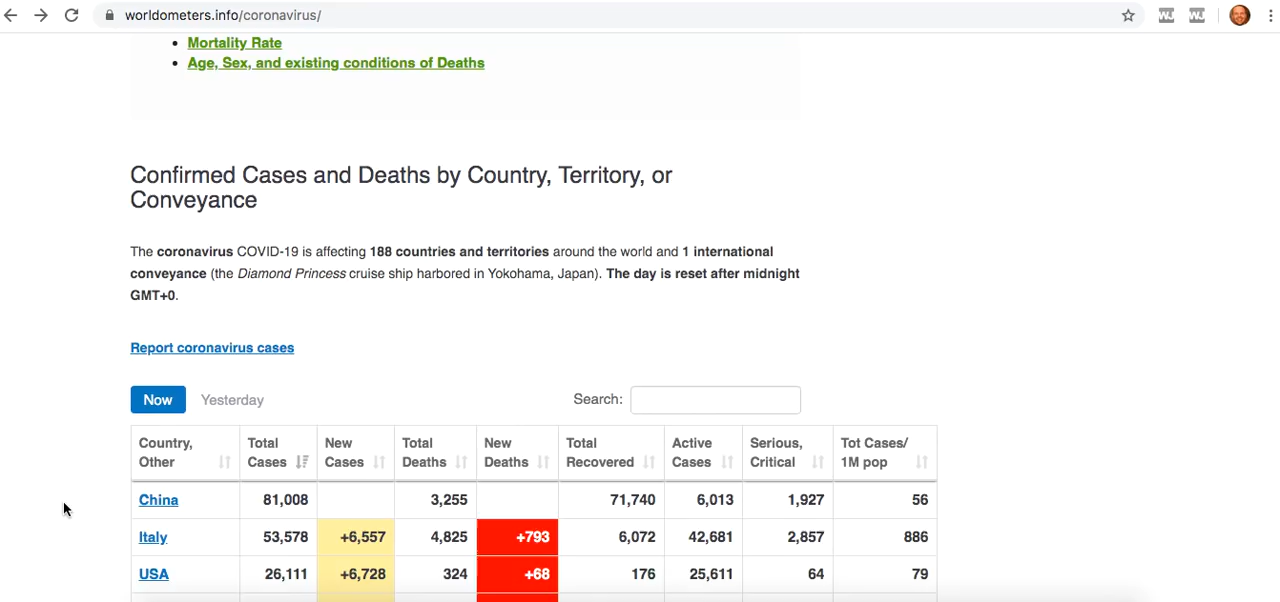 worldometers.info/coronavirus/
Mortality Rate
Age, Sex, and existing conditions of Deaths
Confirmed Cases and Deaths by Country, Territory, or
Conveyance
The coronavirus COVID-19 is affecting 188 countries and territories around the world and 1 international
conveyance (the Diamond Princess cruise ship harbored in Yokohama, Japan). The day is reset after midnight
GMT+0.
Report coronavirus cases
Now Yesterday Search:
Country, Total New Total New Total Active Serious, Tot Cases/
Other Cases Cases Deaths Deaths Recovered Cases Critical 1M pop
China 81,008 3,255 71,740 6,013 1,927 56
Italy 53,578 +6,557 4,825 +793 6,072 42,681 2,857 886
USA 26,111 +6,728 324 +68 176 25,611 64 79